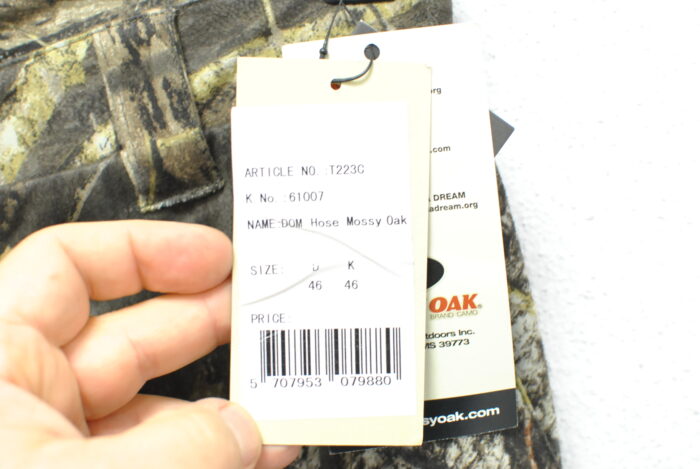 ARTICLE NO.:T223C
K No.:61007
NAME:DOM Hose Mossy Oak
SIZE: D K
46 46
PRICE:
5 707953 079880
org
.com
A DREAM
adream.org
OAK
BRAND CAMO
tdoors Inc.
MS 39773
syoak.com